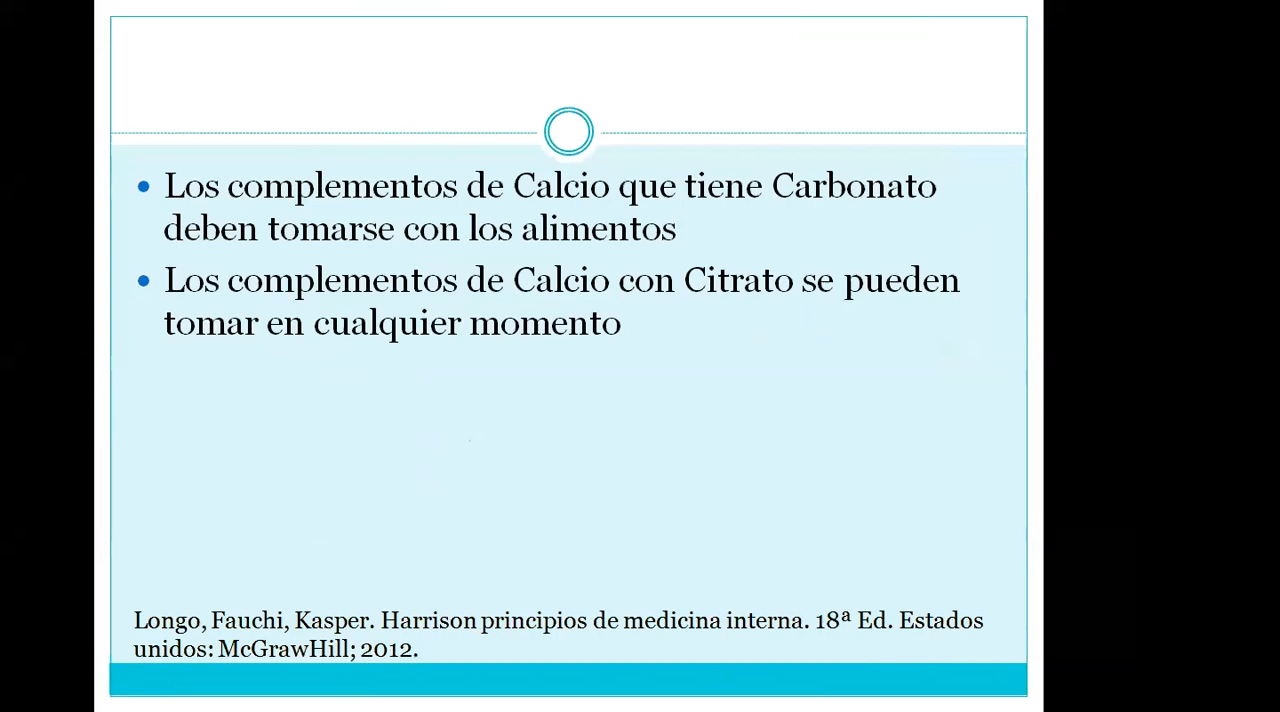 Los complementos de Calcio que tiene Carbonato
deben tomarse con los alimentos
Los complementos de Calcio con Citrato se pueden
tomar en cualquier momento
Longo, Fauchi, Kasper. Harrison principios de medicina interna. 18ª Ed. Estados
unidos: McGrawHill; 2012.